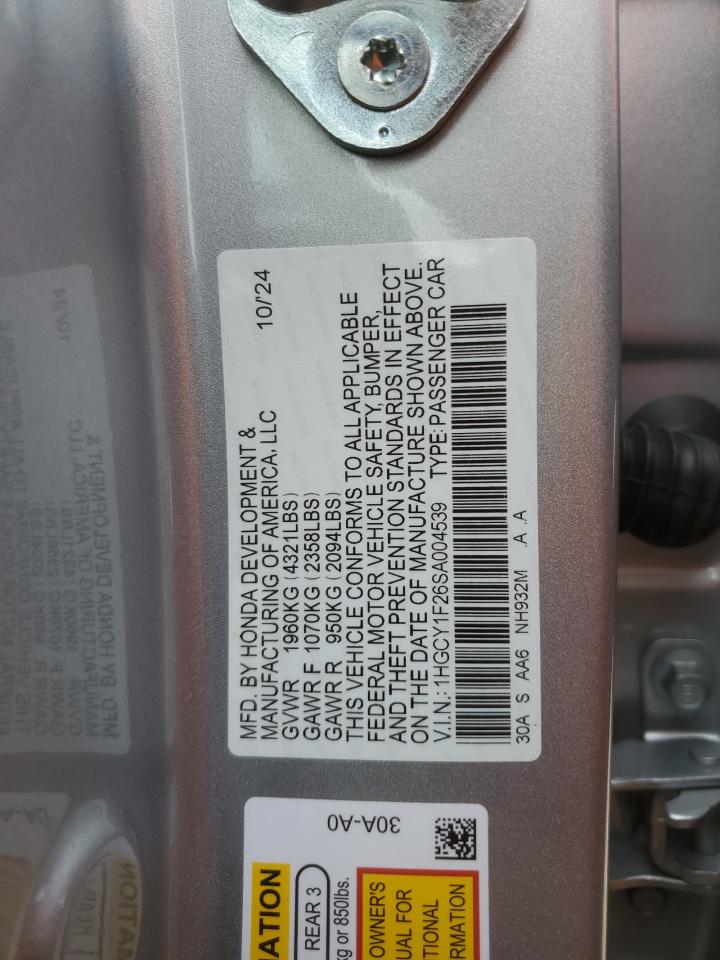 MFD. BY HONDA DEVELOPMENT &
MANUFACTURING OF AMERICA, LLC 10/'24
GVWR 1960KG (4321LBS)
GAWR F 1070KG (2358LBS)
GAWR R 950KG (2094LBS)
THIS VEHICLE CONFORMS TO ALL APPLICABLE
FEDERAL MOTOR VEHICLE SAFETY, BUMPER,
AND THEFT PREVENTION STANDARDS IN EFFECT
ON THE DATE OF MANUFACTURE SHOWN ABOVE.
V.I.N.: 1HGCY1F26SA004539 TYPE: PASSENGER CAR
30A S AA6 NH932M .A .A
30A-A0
REAR 3
kg or 850lbs.
OWNER'S
FOR